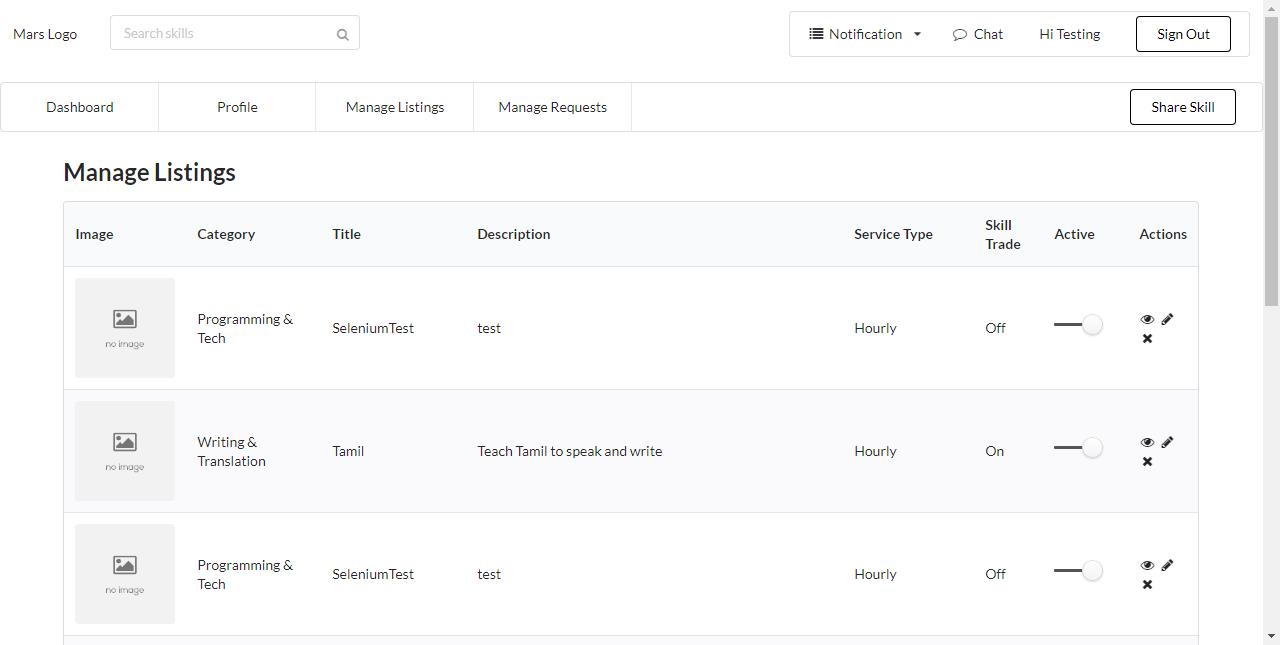 Mars Logo
Search skills
Notification
Chat
Hi Testing
Sign Out
Dashboard
Profile
Manage Listings
Manage Requests
Share Skill
Manage Listings
Image
Category
Title
Description
Service Type
Skill
Trade
Active
Actions
no image
Programming &
Tech
SeleniumTest
test
Hourly
Off
no image
Writing &
Translation
Tamil
Teach Tamil to speak and write
Hourly
On
no image
Programming &
Tech
SeleniumTest
test
Hourly
Off